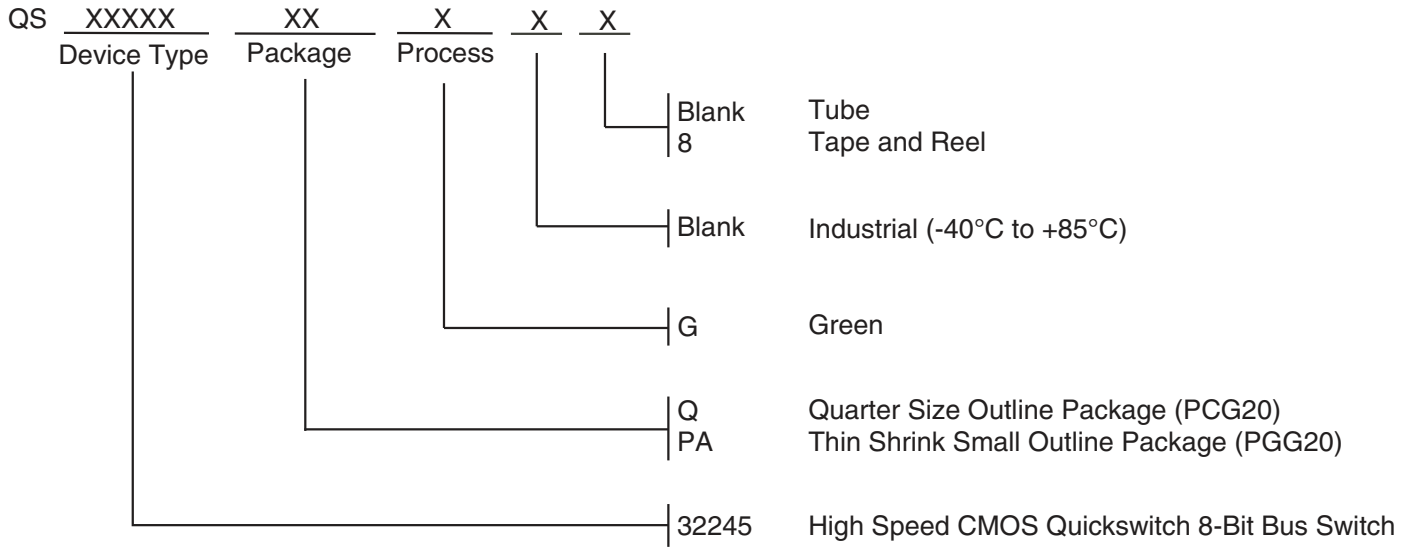 QS XXXXX XX X X X
Device Type Package Process
Blank Tube
8 Tape and Reel
Blank Industrial (-40°C to +85°C)
G Green
Q Quarter Size Outline Package (PCG20)
PA Thin Shrink Small Outline Package (PGG20)
32245 High Speed CMOS Quickswitch 8-Bit Bus Switch